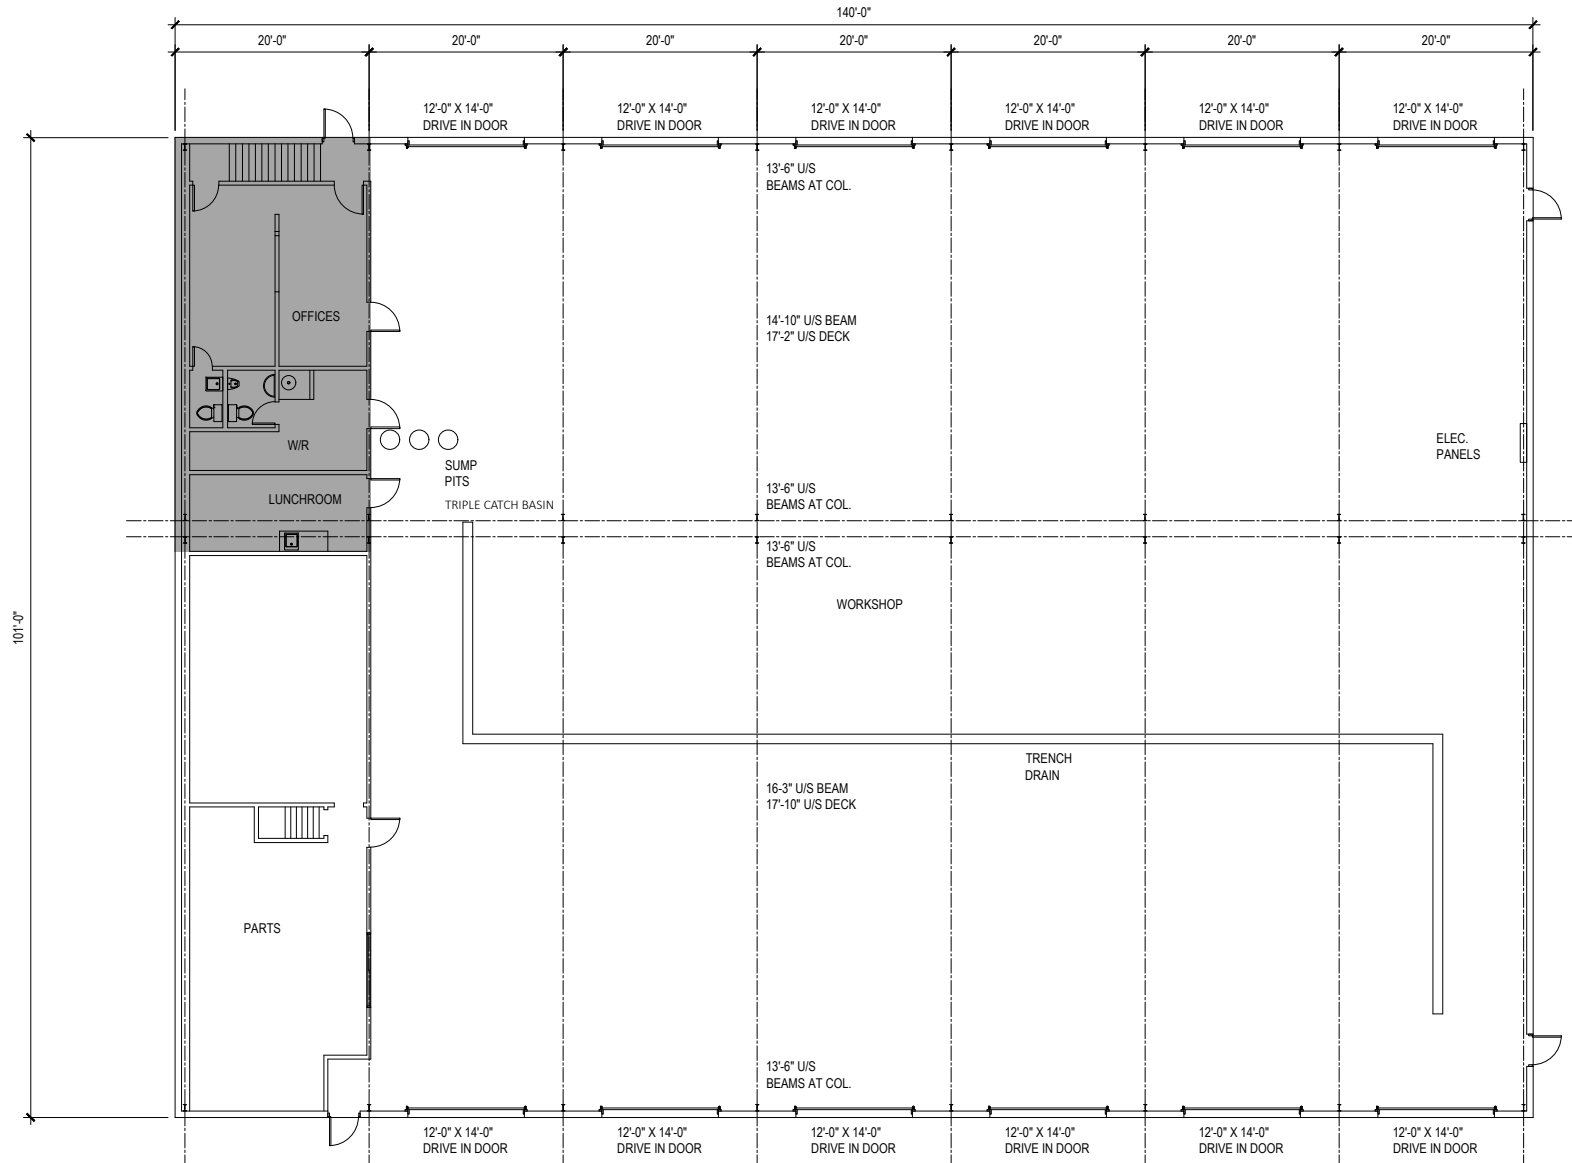 140'-0"
20'-0" 20'-0" 20'-0" 20'-0" 20'-0" 20'-0" 20'-0"
12'-0" X 14'-0" 12'-0" X 14'-0" 12'-0" X 14'-0" 12'-0" X 14'-0" 12'-0" X 14'-0" 12'-0" X 14'-0"
DRIVE IN DOOR DRIVE IN DOOR DRIVE IN DOOR DRIVE IN DOOR DRIVE IN DOOR DRIVE IN DOOR
13'-6" U/S
BEAMS AT COL.
OFFICES
14'-10" U/S BEAM
17'-2" U/S DECK
W/R
ELEC.
PANELS
SUMP
PITS
LUNCHROOM
TRIPLE CATCH BASIN
13'-6" U/S
BEAMS AT COL.
13'-6" U/S
BEAMS AT COL.
WORKSHOP
101'-0"
TRENCH
DRAIN
16-3" U/S BEAM
17'-10" U/S DECK
PARTS
13'-6" U/S
BEAMS AT COL.
12'-0" X 14'-0" 12'-0" X 14'-0" 12'-0" X 14'-0" 12'-0" X 14'-0" 12'-0" X 14'-0" 12'-0" X 14'-0"
DRIVE IN DOOR DRIVE IN DOOR DRIVE IN DOOR DRIVE IN DOOR DRIVE IN DOOR DRIVE IN DOOR